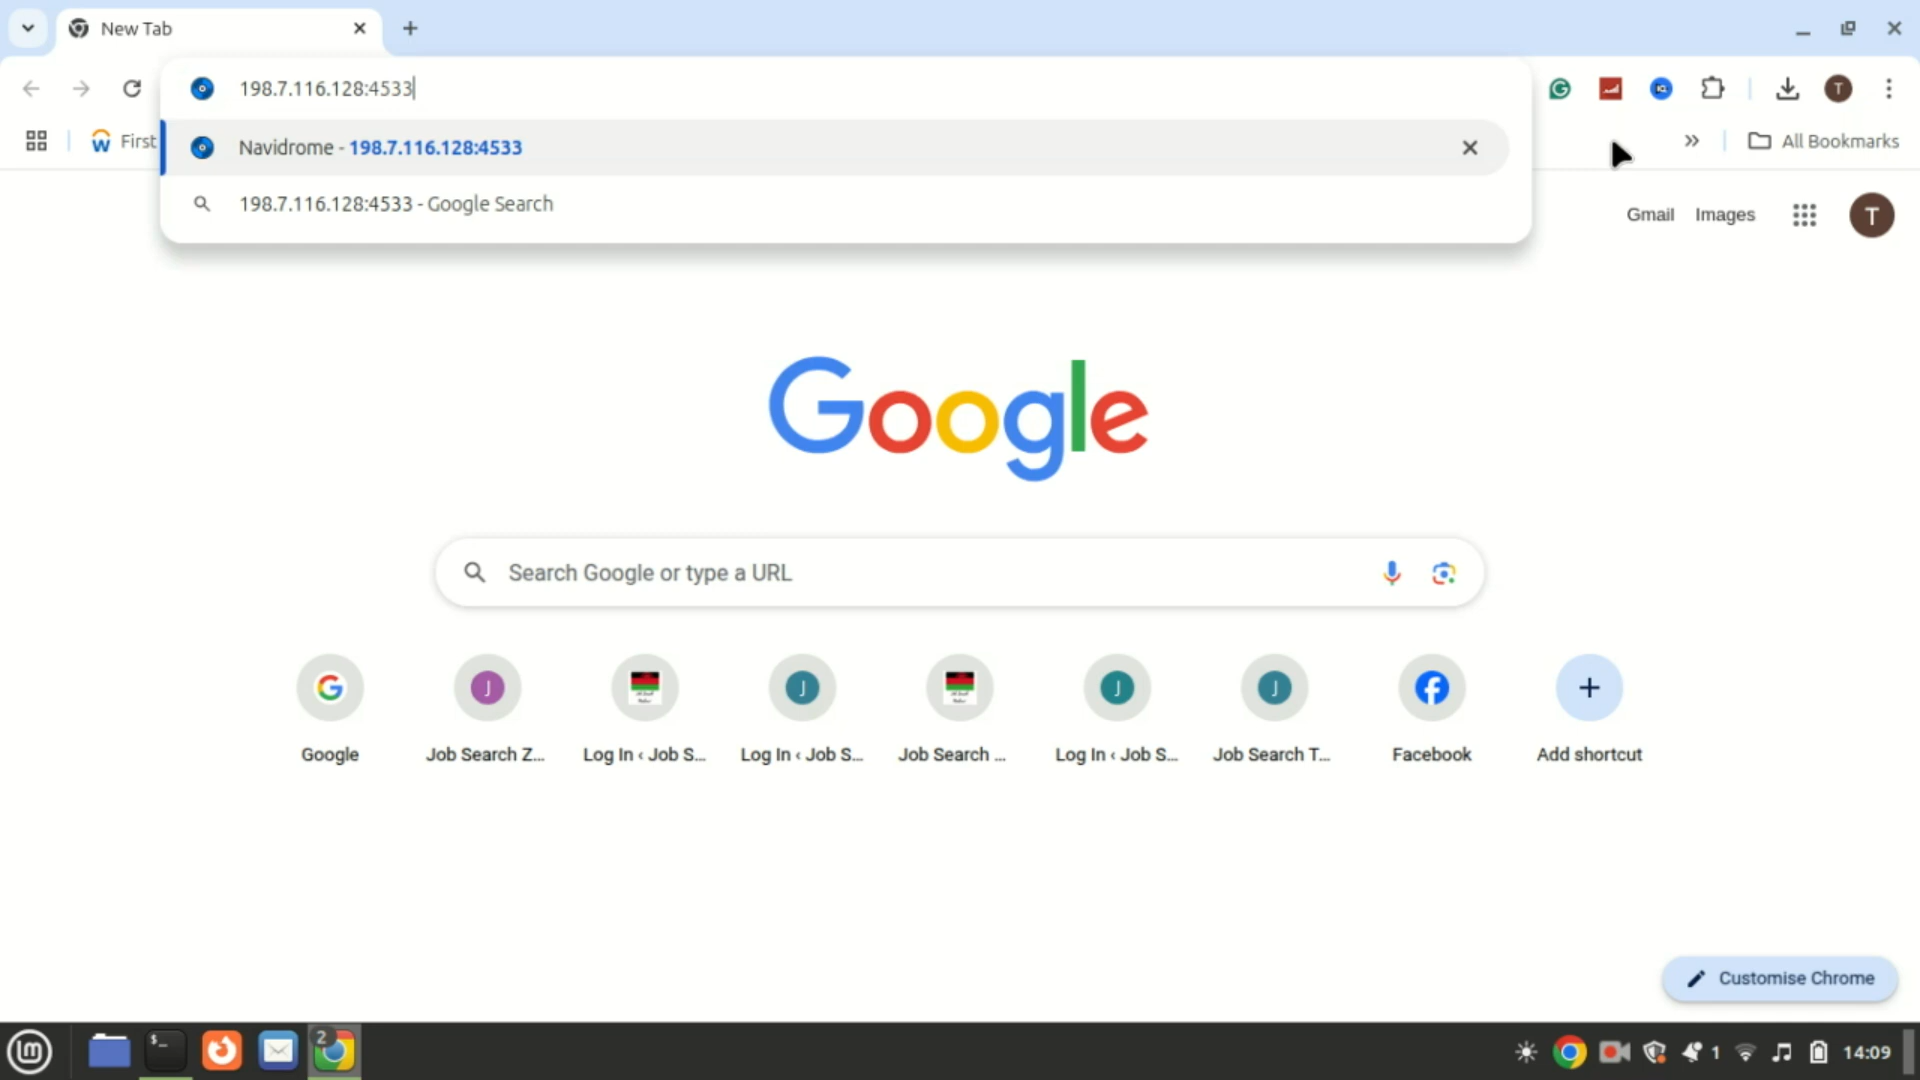 New Tab
198.7.116.128:4533
First
Navidrome - 198.7.116.128:4533
All Bookmarks
198.7.116.128:4533 - Google Search
Gmail Images T
Google
Search Google or type a URL
Google Job Search Z... Log In ‹ Job S... Log In ‹ Job S... Job Search ... Log In ‹ Job S... Job Search T... Facebook Add shortcut
Customise Chrome
2 1 14:09